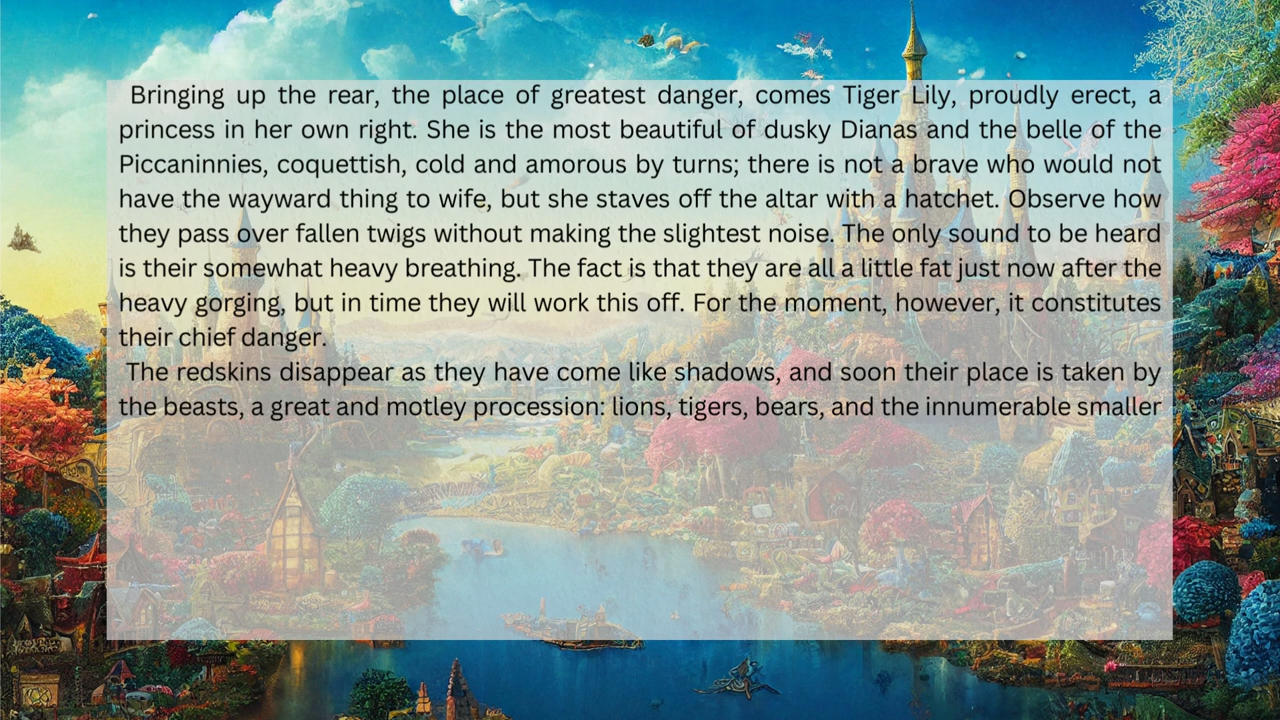 Bringing up the rear, the place of greatest danger, comes Tiger Lily, proudly erect, a
princess in her own right. She is the most beautiful of dusky Dianas and the belle of the
Piccaninnies, coquettish, cold and amorous by turns; there is not a brave who would not
have the wayward thing to wife, but she staves off the altar with a hatchet. Observe how
they pass over fallen twigs without making the slightest noise. The only sound to be heard
is their somewhat heavy breathing. The fact is that they are all a little fat just now after the
heavy gorging, but in time they will work this off. For the moment, however, it constitutes
their chief danger.
The redskins disappear as they have come like shadows, and soon their place is taken by
the beasts, a great and motley procession: lions, tigers, bears, and the innumerable smaller